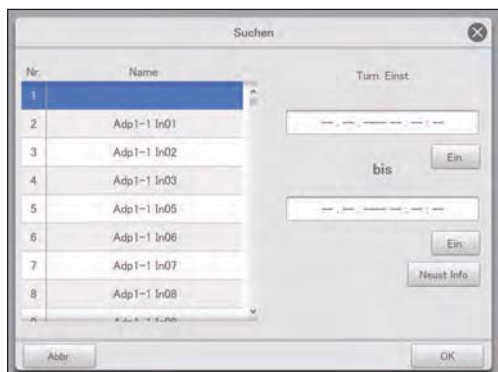 Suchen
Nr. Name
1
2 Adp1-1 In01
3 Adp1-1 In02
4 Adp1-1 In03
5 Adp1-1 In05
6 Adp1-1 In06
7 Adp1-1 In07
8 Adp1-1 In08
Turn. Einst
--.--.---- --:--:--
Ein.
bis
--.--.---- --:--:--
Ein.
Neust Info
Abbr
OK